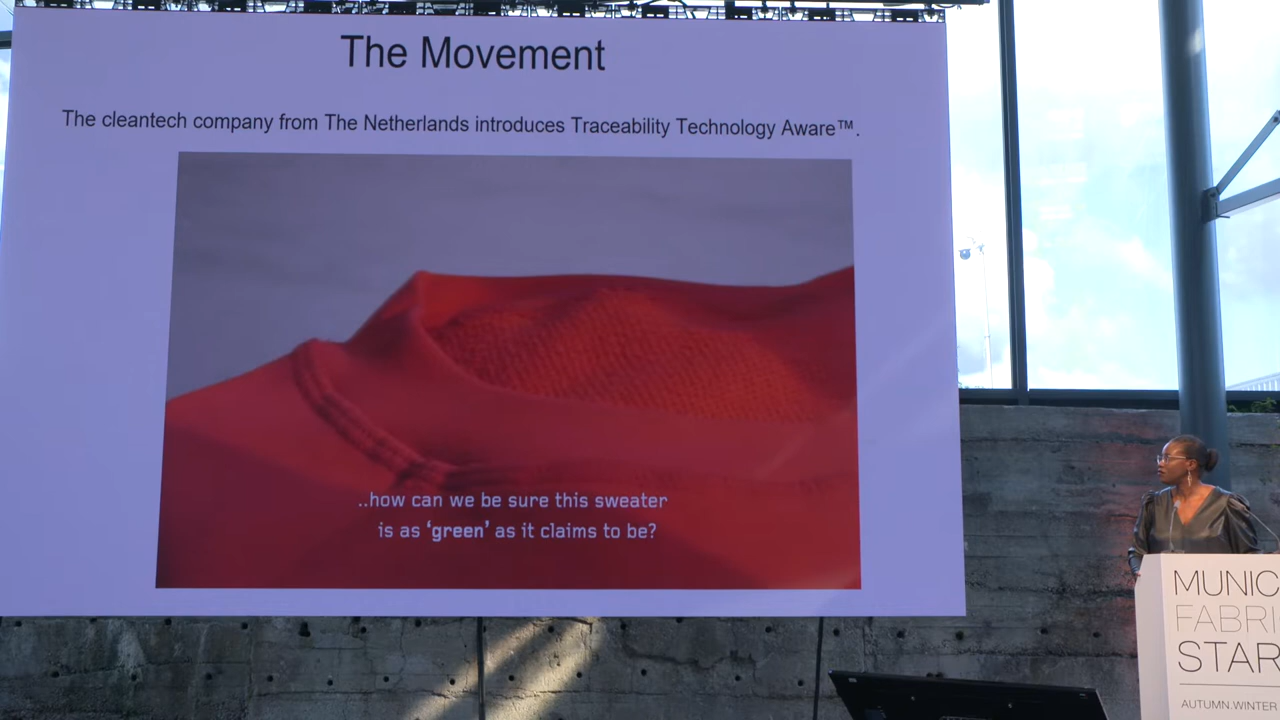 The Movement
The cleantech company from The Netherlands introduces Traceability Technology Aware™.
..how can we be sure this sweater
is as ‘green’ as it claims to be?
MUNIC
FABRI
STAR
AUTUMN.WINTER